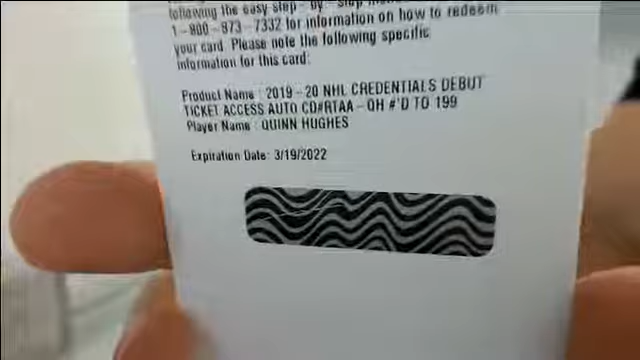 following the easy step - by - step
1-800-873-7332 for information on how to redeem
your card. Please note the following specific
information for this card:
Product Name : 2019 - 20 NHL CREDENTIALS DEBUT
TICKET ACCESS AUTO CD#RTAA - QH #'D TO 199
Player Name : QUINN HUGHES
Expiration Date: 3/19/2022